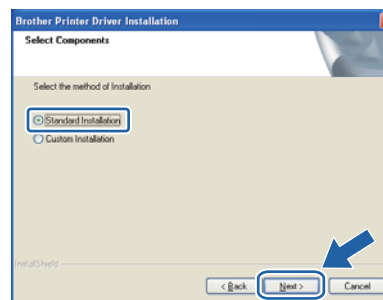 Brother Printer Driver Installation
Select Components
Select the method of Installation
Standard Installation
Custom Installation
InstallShield
< Back
Next >
Cancel